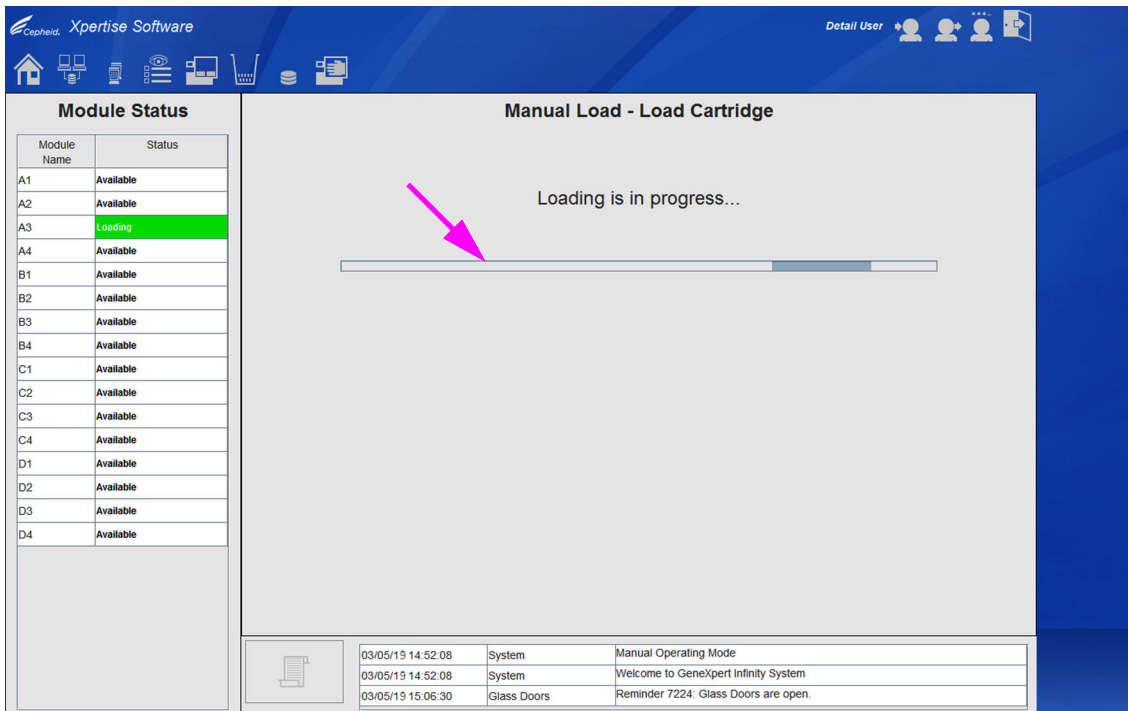 Cepheid. Xpertise Software
Detail User
Module Status
Module Name Status
A1 Available
A2 Available
A3 Loading
A4 Available
B1 Available
B2 Available
B3 Available
B4 Available
C1 Available
C2 Available
C3 Available
C4 Available
D1 Available
D2 Available
D3 Available
D4 Available
Manual Load - Load Cartridge
Loading is in progress...
03/05/19 14:52:08 System Manual Operating Mode
03/05/19 14:52:08 System Welcome to GeneXpert Infinity System
03/05/19 15:06:30 Glass Doors Reminder 7224: Glass Doors are open.